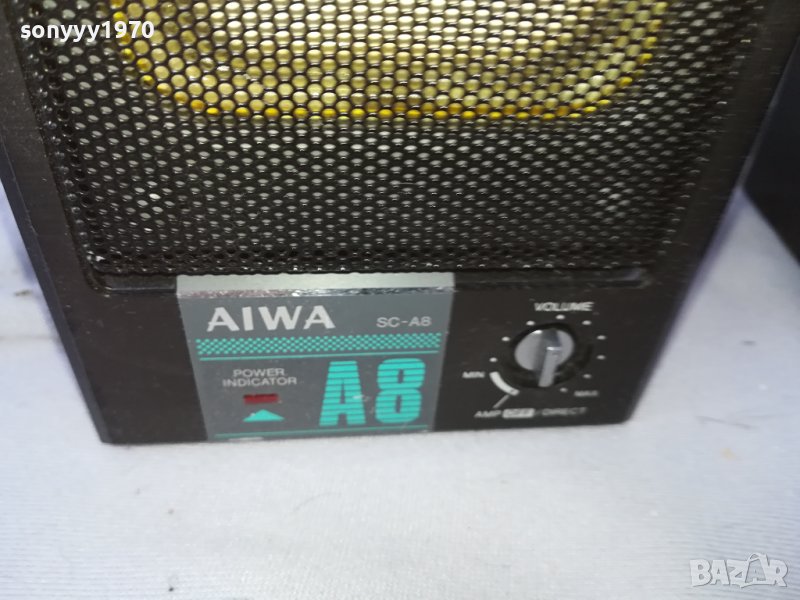 sonyyy1970
AIWA SC-A8
POWER
INDICATOR
A8
VOLUME
MIN
MAX
AMP OFF/DIRECT
BAZAR